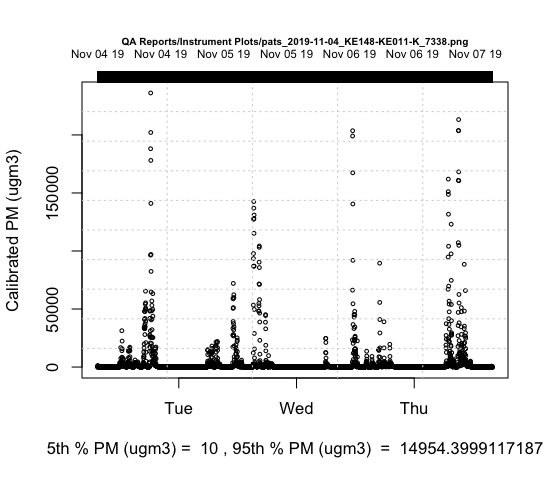 QA Reports/Instrument Plots/pats_2019-11-04_KE148-KE011-K_7338.png
Nov 04 19 Nov 04 19 Nov 05 19 Nov 05 19 Nov 06 19 Nov 06 19 Nov 07 19
Calibrated PM (ugm3)
150000
50000
0
Tue Wed Thu
5th % PM (ugm3) = 10 , 95th % PM (ugm3) = 14954.3999117187